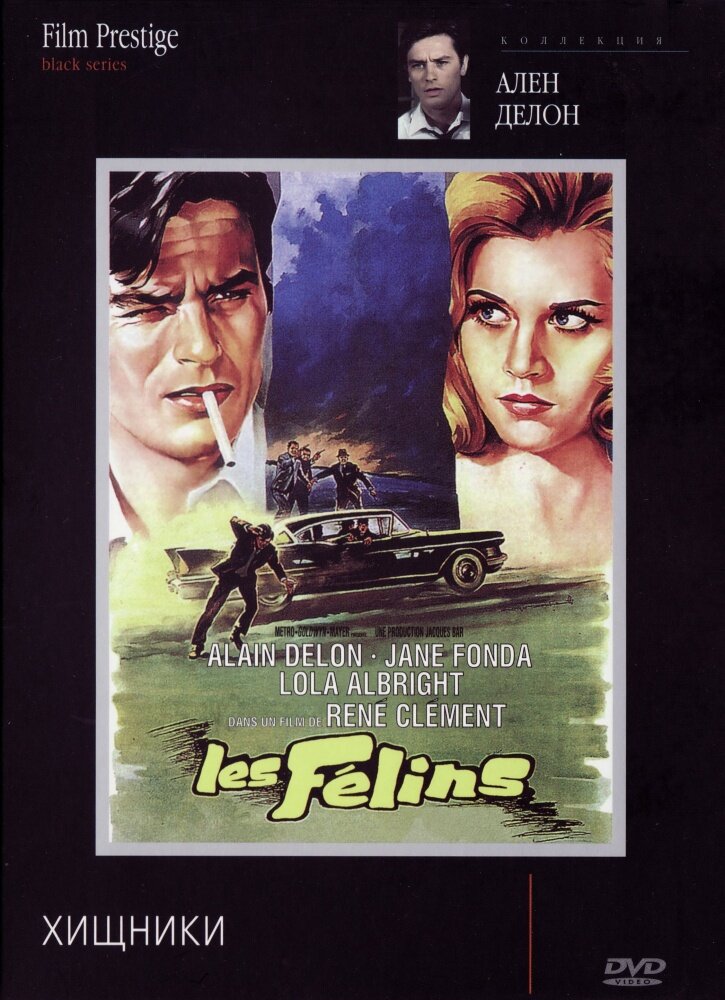 Film Prestige
black series
КОЛЛЕКЦИЯ
АЛЕН
ДЕЛОН
METRO-GOLDWYN-MAYER PRÉSENTE UNE PRODUCTION JACQUES BAR
ALAIN DELON · JANE FONDA
LOLA ALBRIGHT
DANS UN FILM DE RENÉ CLÉMENT
les Félins
ХИЩНИКИ
DVD
VIDEO